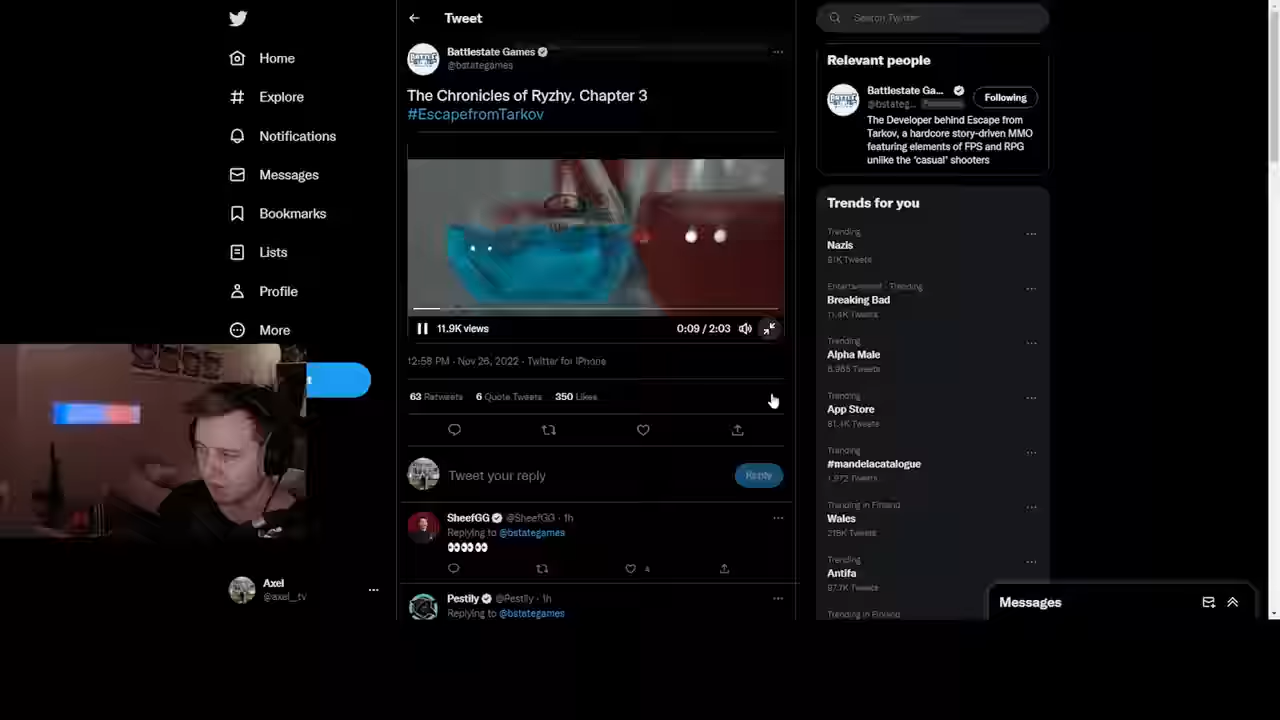 Home
Explore
Notifications
Messages
Bookmarks
Lists
Profile
More
Axel
@axel_tv
Tweet
Battlestate Games
@bstategames
The Chronicles of Ryzhy. Chapter 3
#EscapefromTarkov
11.9K views
0:09 / 2:03
12:58 PM · Nov 26, 2022 · Twitter for iPhone
63 Retweets 6 Quote Tweets 350 Likes
Tweet your reply
Reply
SheefGG @SheefGG · 1h
Replying to @bstategames
4
Pestily @Pestily · 1h
Replying to @bstategames
Search Twitter
Relevant people
Battlestate Ga...
@bstateg...
Following
The Developer behind Escape from
Tarkov, a hardcore story-driven MMO
featuring elements of FPS and RPG
unlike the "casual" shooters
Trends for you
Trending
Nazis
81K Tweets
Entertainment · Trending
Breaking Bad
11.4K Tweets
Trending
Alpha Male
8,965 Tweets
Trending
App Store
81.4K Tweets
Trending
#mandelacatalogue
1,972 Tweets
Trending in Finland
Wales
215K Tweets
Trending
Antifa
87.7K Tweets
Trending in Finland
Messages